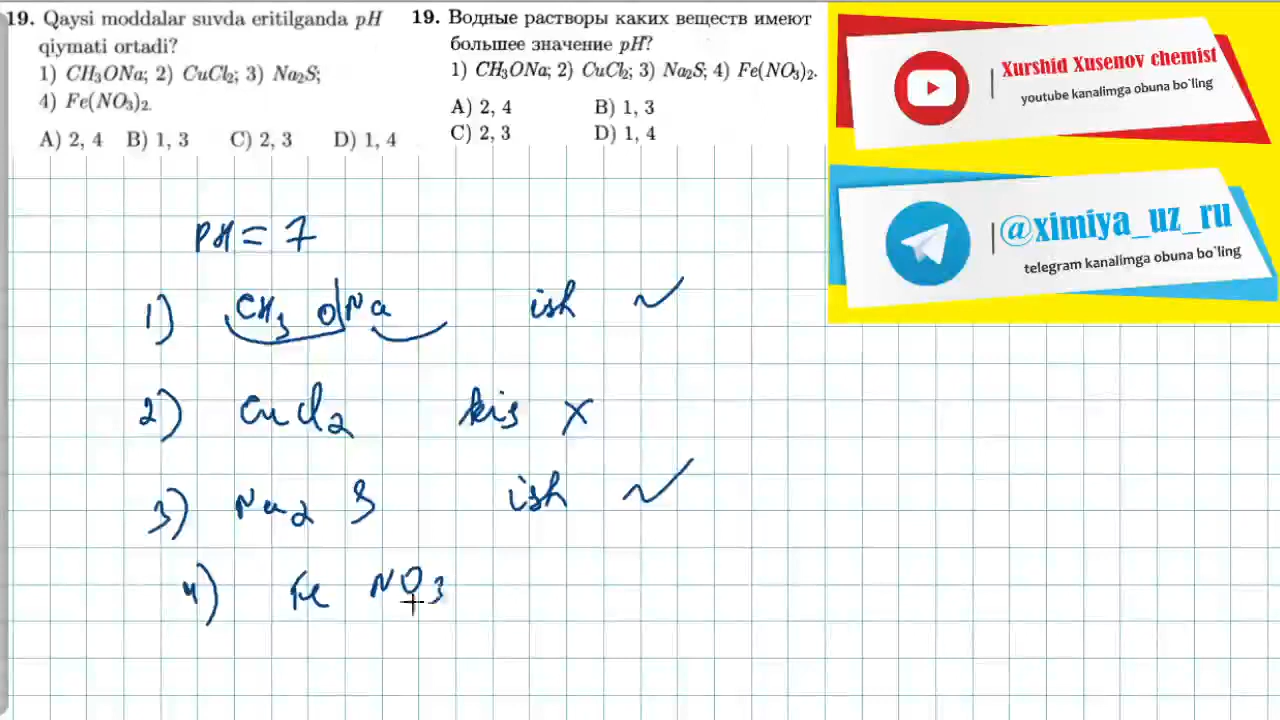 19. Qaysi moddalar suvda eritilganda pH
qiymati ortadi?
1) CH₃ONa; 2) CuCl₂; 3) Na₂S;
4) Fe(NO₃)₂.
A) 2, 4 B) 1, 3 C) 2, 3 D) 1, 4
19. Водные растворы каких веществ имеют
большее значение pH?
1) CH₃ONa; 2) CuCl₂; 3) Na₂S; 4) Fe(NO₃)₂.
A) 2, 4 B) 1, 3
C) 2, 3 D) 1, 4
Xurshid Xusenov chemist
youtube kanalimga obuna bo`ling
@ximiya_uz_ru
telegram kanalimga obuna bo`ling
pH = 7
1) CH₃O|Na ish ✓
2) CuCl₂ kis X
3) Na₂S ish ✓
4) Fe NO₃